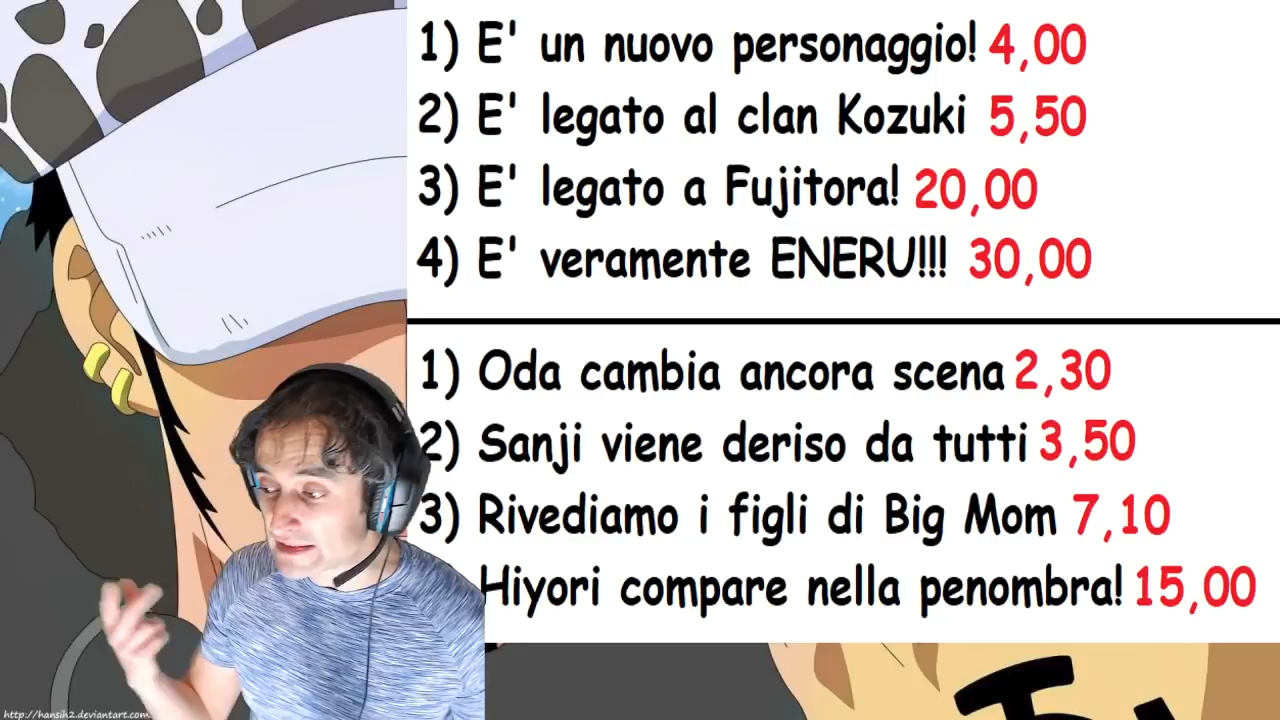 1) E' un nuovo personaggio! 4,00
2) E' legato al clan Kozuki 5,50
3) E' legato a Fujitora! 20,00
4) E' veramente ENERU!!! 30,00
1) Oda cambia ancora scena 2,30
2) Sanji viene deriso da tutti 3,50
3) Rivediamo i figli di Big Mom 7,10
Hiyori compare nella penombra! 15,00
http://hansih2.deviantart.com